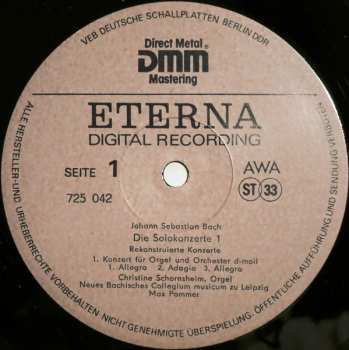 VEB DEUTSCHE SCHALLPLATTEN BERLIN DDR
Direct Metal®
DMM
Mastering
ETERNA
DIGITAL RECORDING
SEITE 1
AWA
725 042
ST 33
Johann Sebastian Bach
Die Solokonzerte 1
Rekonstruierte Konzerte
1. Konzert für Orgel und Orchester d-moll
1. Allegro 2. Adagio 3. Allegro
Christine Schornsheim, Orgel
Neues Bachisches Collegium musicum zu Leipzig
Max Pommer
ALLE HERSTELLER-UND URHEBERRECHTE VORBEHALTEN NICHT GENEHMIGTE ÜBERSPIELUNG, ÖFFENTLICHE AUFFÜHRUNG UND SENDUNG VERBOTEN